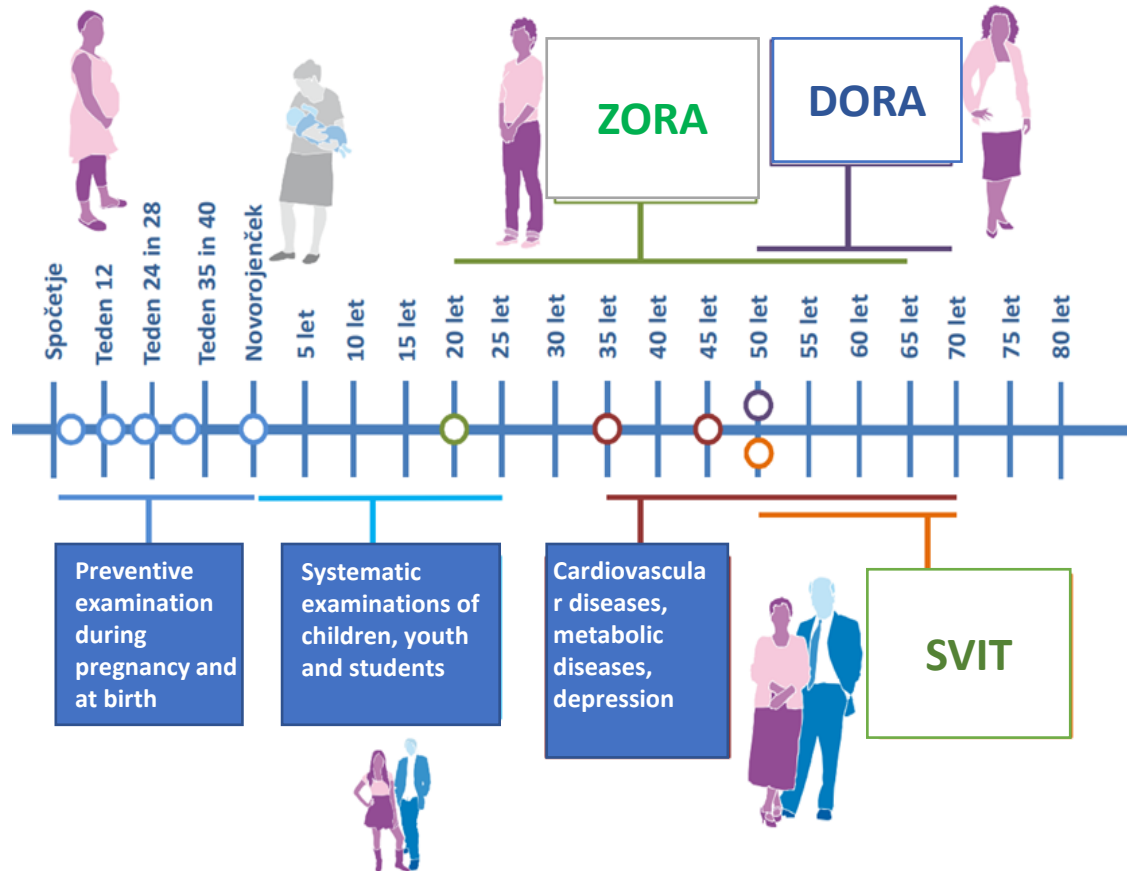 ZORA
DORA
Spočetje
Teden 12
Teden 24 in 28
Teden 35 in 40
Novorojenček
5 let
10 let
15 let
20 let
25 let
30 let
35 let
40 let
45 let
50 let
55 let
60 let
65 let
70 let
75 let
80 let
Preventive
examination
during
pregnancy and
at birth
Systematic
examinations of
children, youth
and students
Cardiovascula
r diseases,
metabolic
diseases,
depression
SVIT